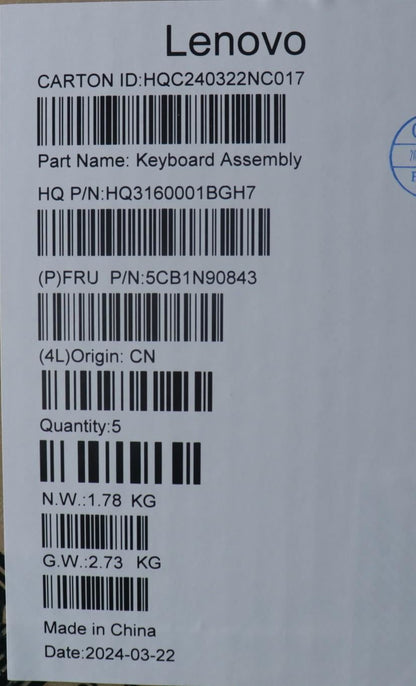 Lenovo
CARTON ID:HQC240322NC017
Part Name: Keyboard Assembly
HQ P/N:HQ3160001BGH7
(P)FRU P/N:5CB1N90843
(4L)Origin: CN
Quantity:5
N.W.:1.78 KG
G.W.:2.73 KG
Made in China
Date:2024-03-22